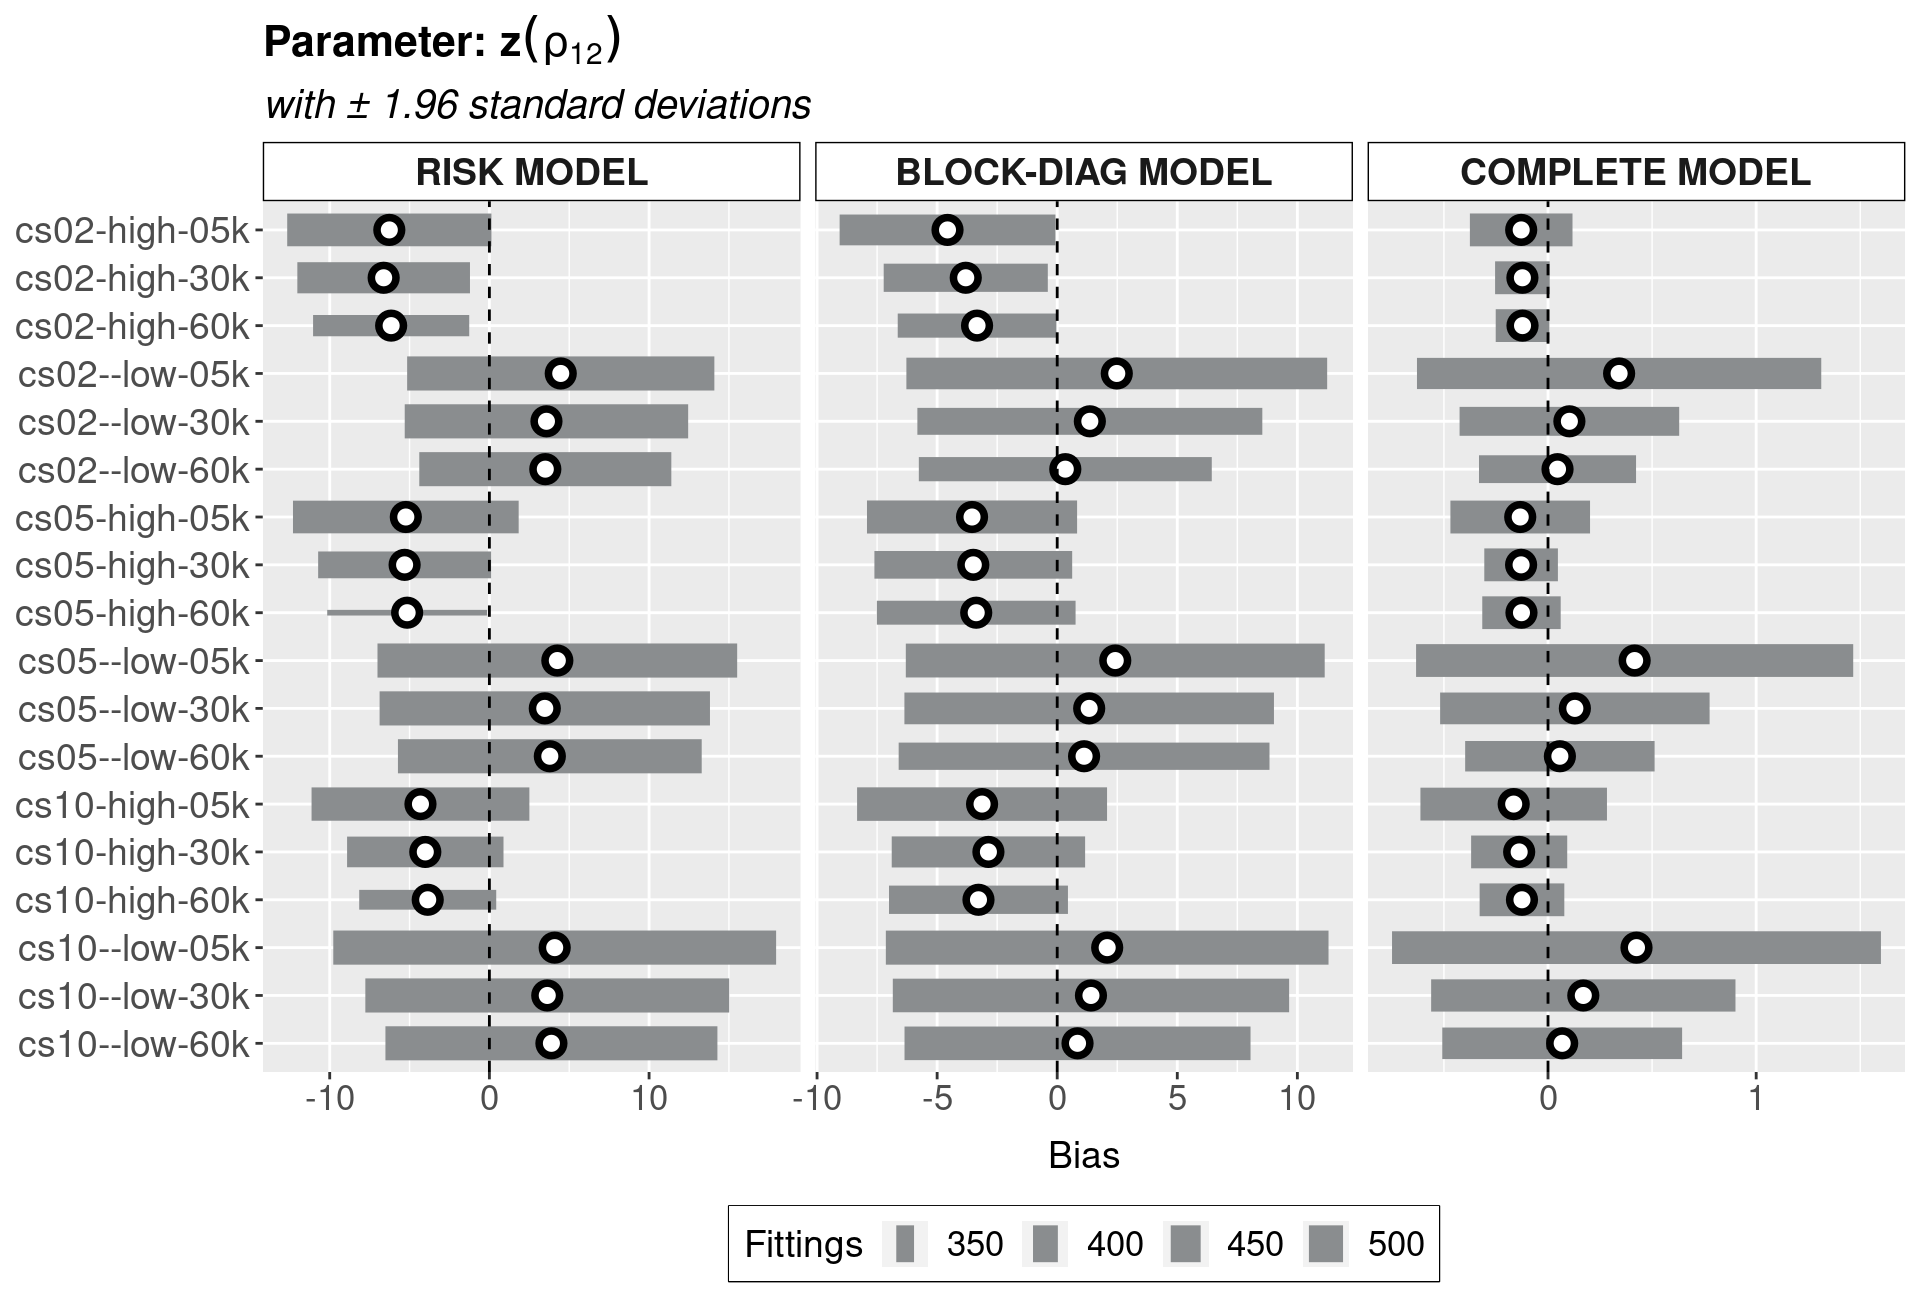 Parameter: z(ρ₁₂)
with ± 1.96 standard deviations
RISK MODEL BLOCK-DIAG MODEL COMPLETE MODEL
cs02-high-05k
cs02-high-30k
cs02-high-60k
cs02--low-05k
cs02--low-30k
cs02--low-60k
cs05-high-05k
cs05-high-30k
cs05-high-60k
cs05--low-05k
cs05--low-30k
cs05--low-60k
cs10-high-05k
cs10-high-30k
cs10-high-60k
cs10--low-05k
cs10--low-30k
cs10--low-60k
-10 0 10 -10 -5 0 5 10 0 1
Bias
Fittings 350 400 450 500